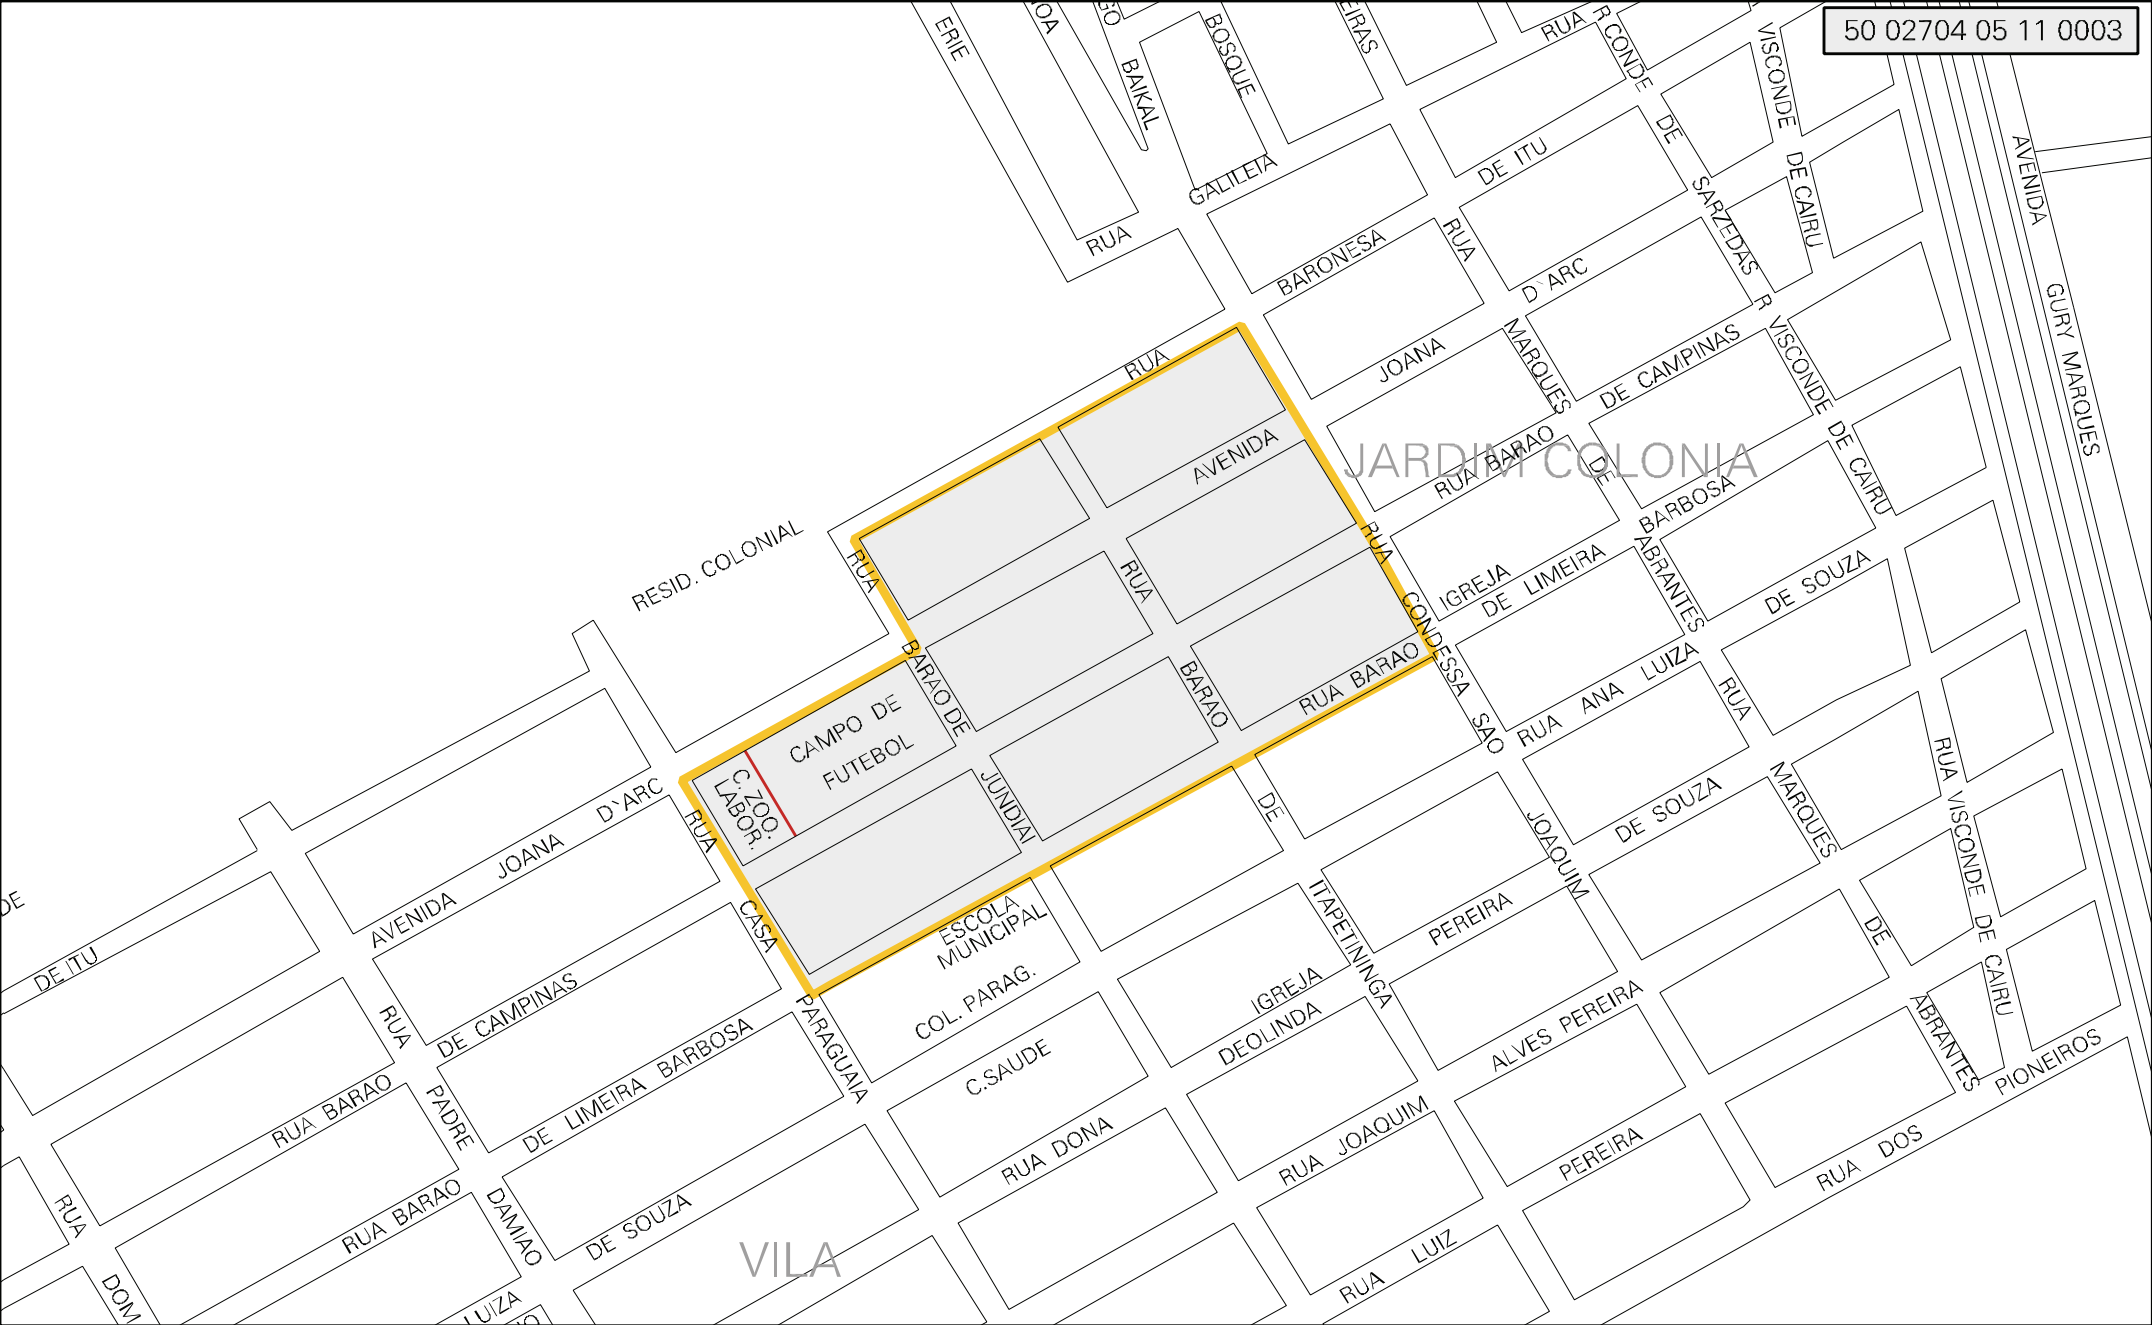 50 02704 05 11 0003
ERIE
NOA
GO
BAIKAL
BOSQUE
EIRAS
RUA
R CONDE
DE
SARZEDAS
VISCONDE
DE CAIRU
AVENIDA
GURY MARQUES
GALILEIA
RUA
DE ITU
BARONESA
RUA
D`ARC
MARQUES
R VISCONDE
DE CAIRU
RUA
JOANA
DE CAMPINAS
AVENIDA
JARDIM COLONIA
RUA BARAO
DE
BARBOSA
ABRANTES
RESID. COLONIAL
RUA
BARAO DE
JUNDIAI
RUA
BARAO
DE
ITAPETININGA
RUA
CONDESSA
SAO
JOAQUIM
IGREJA
DE LIMEIRA
DE SOUZA
RUA BARAO
RUA ANA LUIZA
RUA
MARQUES
DE
ABRANTES
RUA VISCONDE
DE CAIRU
CAMPO DE
FUTEBOL
C. ZOO.
LABOR.
RUA
CASA
PARAGUAIA
D`ARC
JOANA
AVENIDA
DE SOUZA
DE
DE ITU
ESCOLA
MUNICIPAL
COL. PARAG.
PEREIRA
IGREJA
DEOLINDA
ALVES PEREIRA
RUA
PADRE
DAMIAO
DE CAMPINAS
DE LIMEIRA BARBOSA
RUA BARAO
C.SAUDE
PIONEIROS
RUA DONA
RUA JOAQUIM
PEREIRA
RUA DOS
RUA
DOM
RUA BARAO
DE SOUZA
VILA
RUA LUIZ
LUIZA